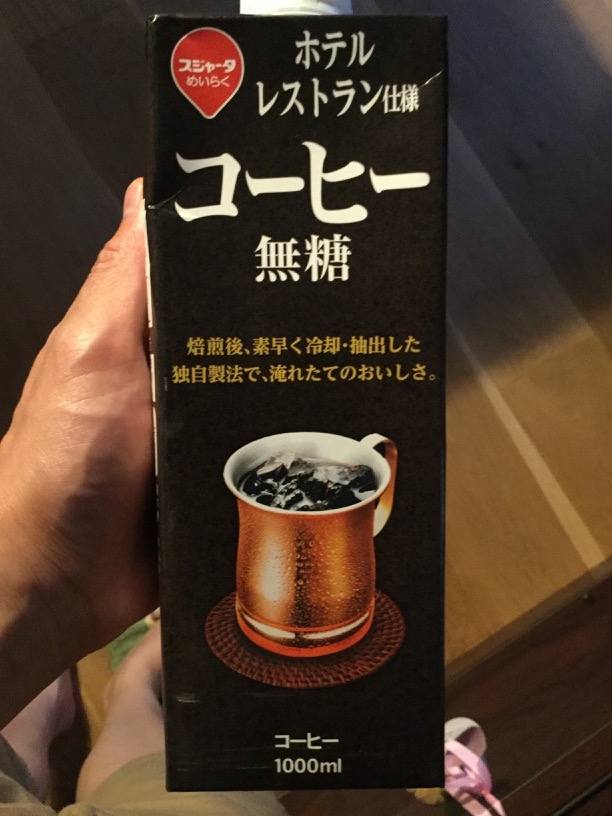 スジャータ
めいらく
ホテル
レストラン仕様
コーヒー
無糖
焙煎後、素早く冷却・抽出した
独自製法で、淹れたてのおいしさ。
コーヒー
1000ml